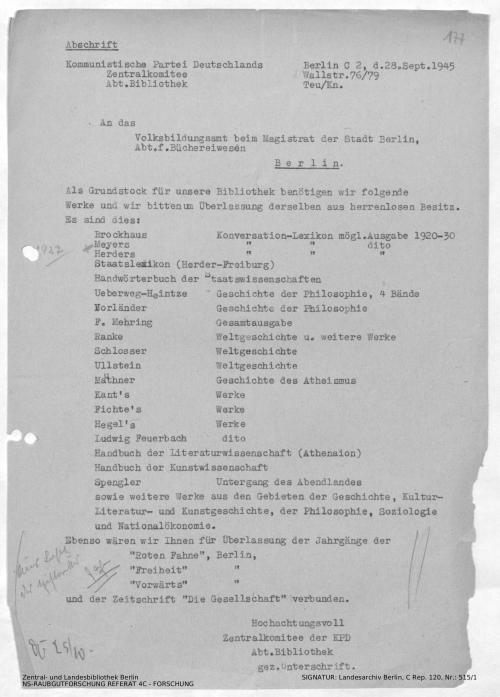 177
Abschrift
Kommunistische Partei Deutschlands Berlin C 2, d.28.Sept.1945
Zentralkomitee Wallstr.76/79
Abt.Bibliothek Teu/Kn.
An das
Volksbildungsamt beim Magistrat der Stadt Berlin,
Abt.f.Büchereiwesen
Berlin.
Als Grundstock für unsere Bibliothek benötigen wir folgende
Werke und wir bittenum Überlassung derselben aus herrenlosen Besitz.
Es sind dies:
Brockhaus Konversation-Lexikon mögl.Ausgabe 1920-30
Meyers " " dito
Herders " " "
Staatslexikon (Herder-Freiburg)
Handwörterbuch der Staatswissenschaften
Ueberweg-Heintze Geschichte der Philosophie, 4 Bände
Vorländer Geschichte der Philosophie
F. Mehring Gesamtausgabe
Ranke Weltgeschichte u. weitere Werke
Schlosser Weltgeschichte
Ullstein Weltgeschichte
Mauthner Geschichte des Atheismus
Kant's Werke
Fichte's Werke
Hegel's Werke
Ludwig Feuerbach dito
Handbuch der Literaturwissenschaft (Athenaion)
Handbuch der Kunstwissenschaft
Spengler Untergang des Abendlandes
sowie weitere Werke aus den Gebieten der Geschichte, Kultur-
Literatur- und Kunstgeschichte, der Philosophie, Soziologie
und Nationalökonomie.
Ebenso wären wir Ihnen für Überlassung der Jahrgänge der
"Roten Fahne", Berlin,
"Freiheit" "
"Vorwärts" "
und der Zeitschrift "Die Gesellschaft" verbunden.
Hochachtungsvoll
Zentralkomitee der KPD
Abt.Bibliothek
gez.Unterschrift.
Zentral- und Landesbibliothek Berlin SIGNATUR: Landesarchiv Berlin, C Rep. 120, Nr.: 515/1
NS-RAUBGUTFORSCHUNG REFERAT 4C - FORSCHUNG